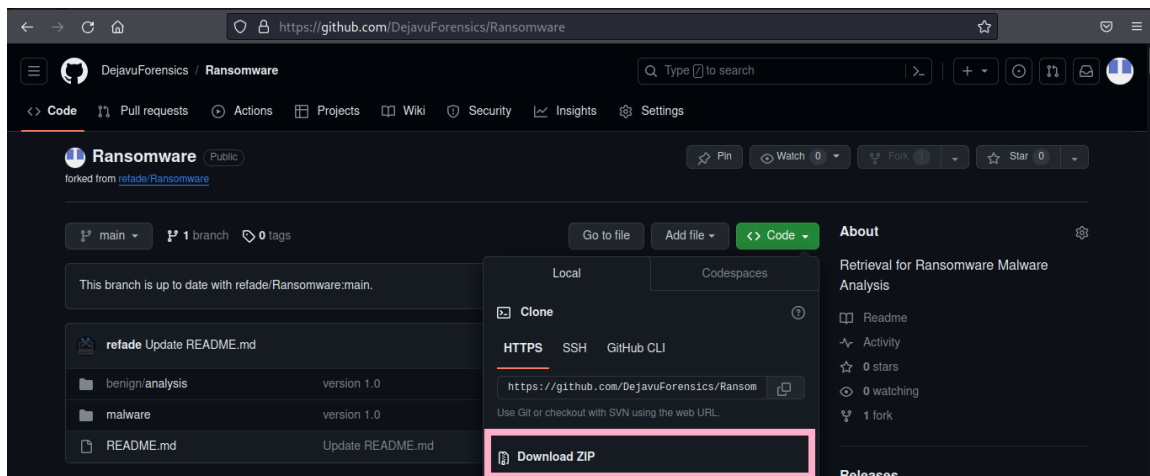 https://github.com/DejavuForensics/Ransomware
DejavuForensics / Ransomware
Type / to search
Code Pull requests Actions Projects Wiki Security Insights Settings
Ransomware Public
Pin Watch 0 Fork 1 Star 0
forked from refade/Ransomware
main 1 branch 0 tags Go to file Add file Code
About
Local Codespaces
Retrieval for Ransomware Malware
Analysis
This branch is up to date with refade/Ransomware:main.
Clone
Readme
HTTPS SSH GitHub CLI
Activity
refade Update README.md
0 stars
benign/analysis version 1.0
https://github.com/DejavuForensics/Ransom
0 watching
Use Git or checkout with SVN using the web URL.
malware version 1.0
1 fork
README.md Update README.md
Download ZIP
Releases